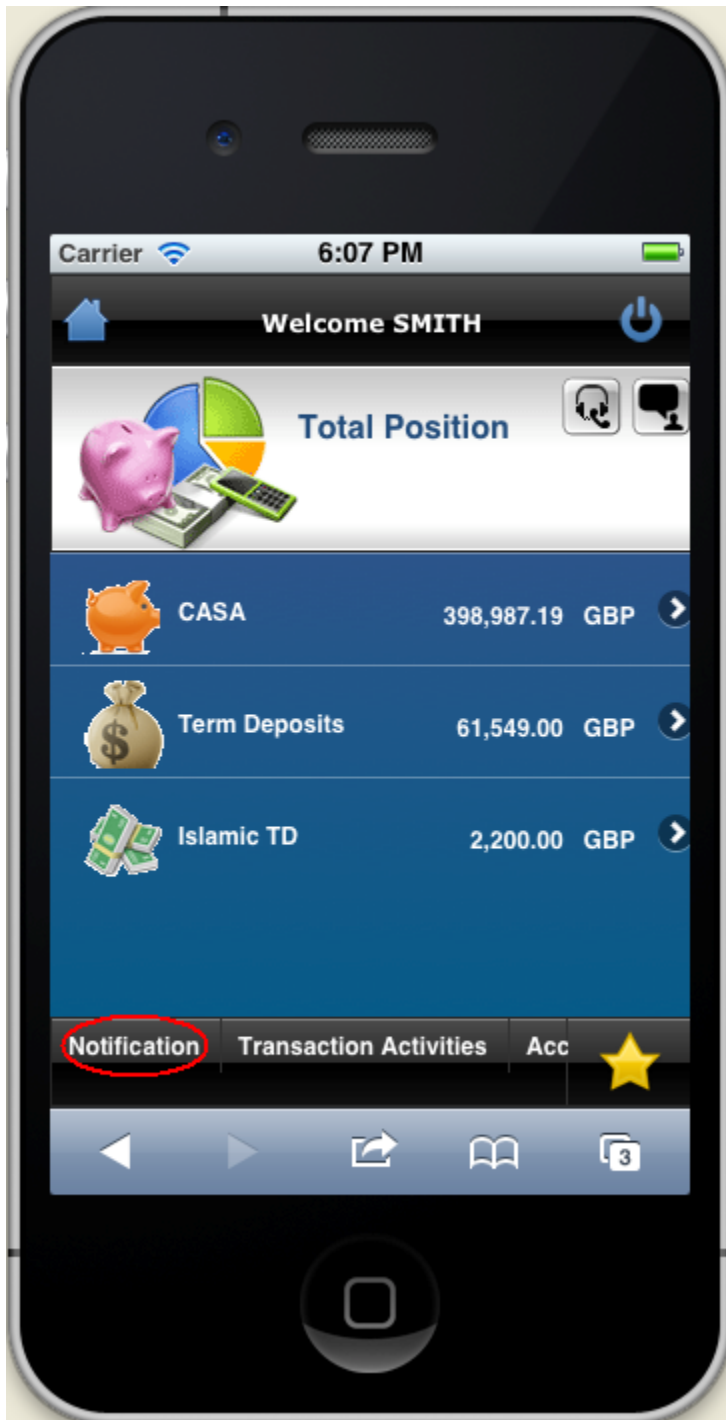 Carrier 6:07 PM
Welcome SMITH
Total Position
CASA 398,987.19 GBP
$
Term Deposits 61,549.00 GBP
Islamic TD 2,200.00 GBP
Notification Transaction Activities Acc
3